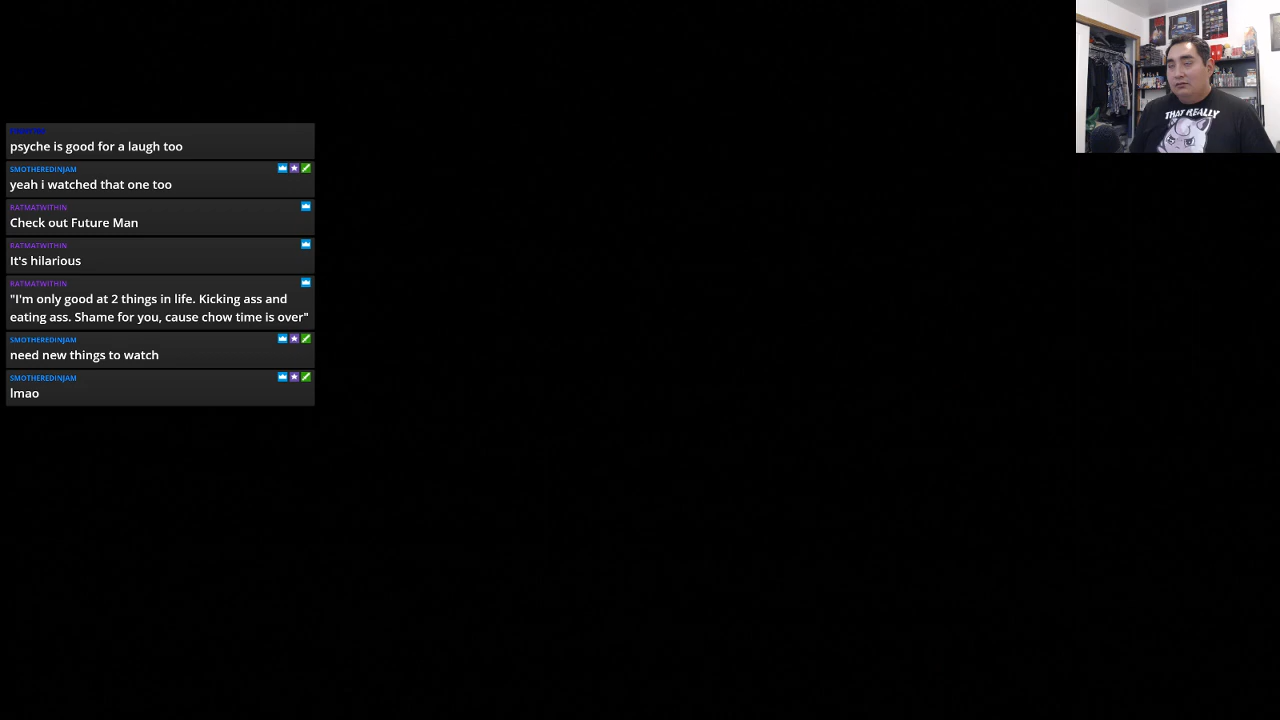 psyche is good for a laugh too
SMOTHEREDINJAM
yeah i watched that one too
RATMATWITHIN
Check out Future Man
RATMATWITHIN
It's hilarious
RATMATWITHIN
"I'm only good at 2 things in life. Kicking ass and
eating ass. Shame for you, cause chow time is over"
SMOTHEREDINJAM
need new things to watch
SMOTHEREDINJAM
lmao
THAT REALLY